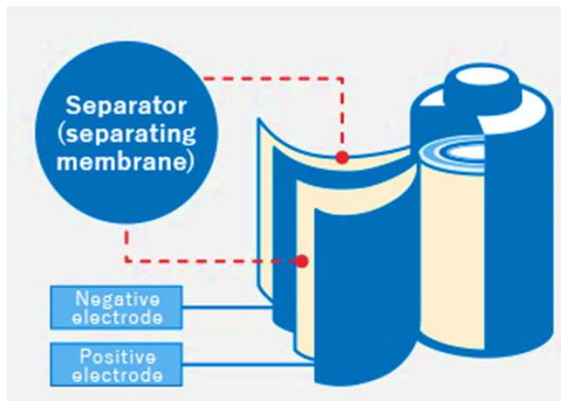 Separator
(separating
membrane)
Negative
electrode
Positive
electrode